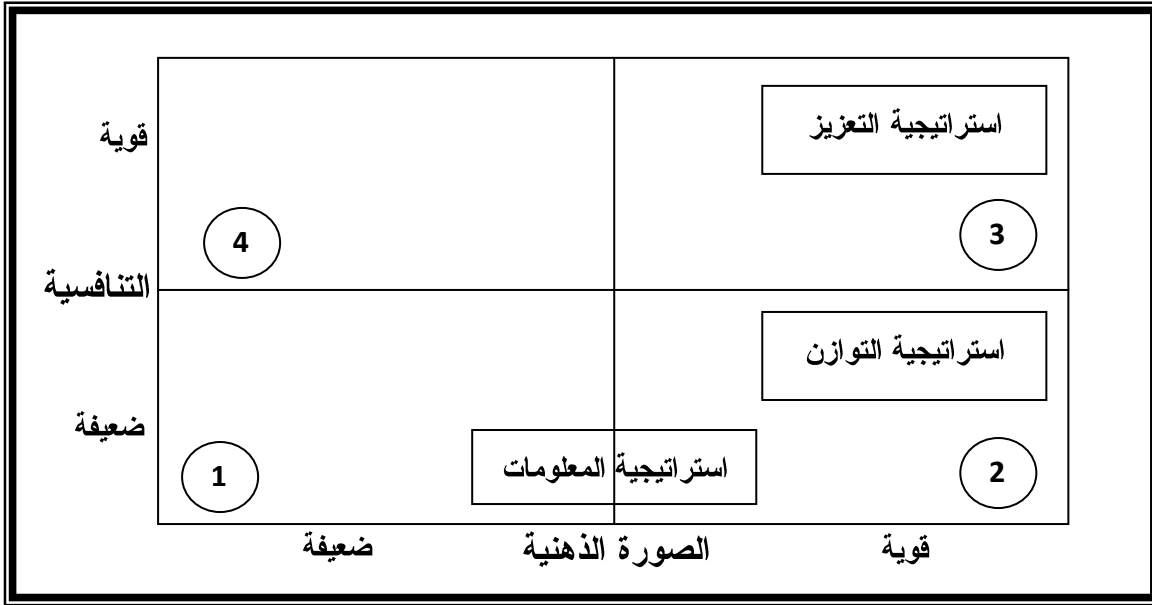 قوية
استراتيجية التعزيز
3
4
التنافسية
استراتيجية التوازن
ضعيفة
استراتيجية المعلومات
2
1
قوية
الصورة الذهنية
ضعيفة